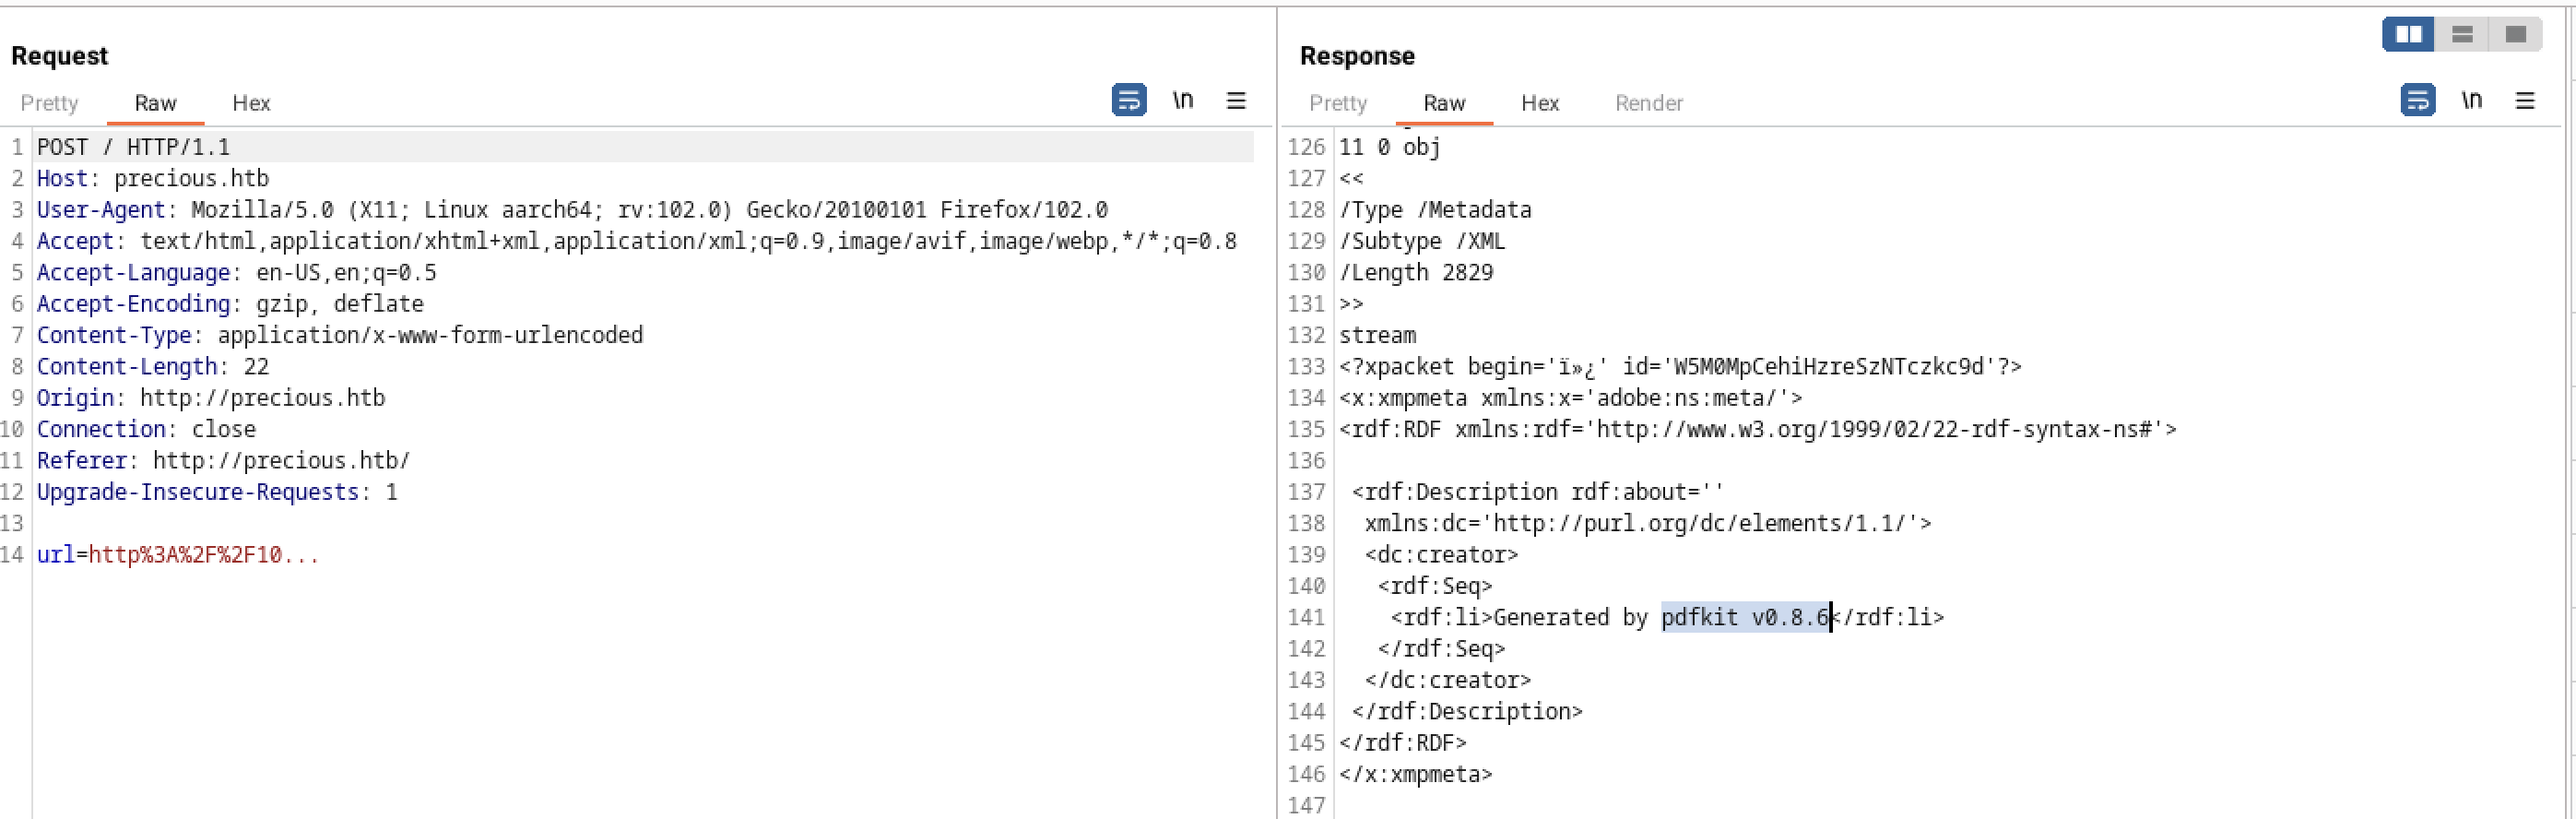 Request
Pretty Raw Hex \n
1 POST / HTTP/1.1
2 Host: precious.htb
3 User-Agent: Mozilla/5.0 (X11; Linux aarch64; rv:102.0) Gecko/20100101 Firefox/102.0
4 Accept: text/html,application/xhtml+xml,application/xml;q=0.9,image/avif,image/webp,*/*;q=0.8
5 Accept-Language: en-US,en;q=0.5
6 Accept-Encoding: gzip, deflate
7 Content-Type: application/x-www-form-urlencoded
8 Content-Length: 22
9 Origin: http://precious.htb
10 Connection: close
11 Referer: http://precious.htb/
12 Upgrade-Insecure-Requests: 1
13
14 url=http%3A%2F%2F10...
Response
Pretty Raw Hex Render \n
126 11 0 obj
127 <<
128 /Type /Metadata
129 /Subtype /XML
130 /Length 2829
131 >>
132 stream
133 <?xpacket begin='ï»¿' id='W5M0MpCehiHzreSzNTczkc9d'?>
134 <x:xmpmeta xmlns:x='adobe:ns:meta/'>
135 <rdf:RDF xmlns:rdf='http://www.w3.org/1999/02/22-rdf-syntax-ns#'>
136
137 <rdf:Description rdf:about=''
138 xmlns:dc='http://purl.org/dc/elements/1.1/'>
139 <dc:creator>
140 <rdf:Seq>
141 <rdf:li>Generated by pdfkit v0.8.6</rdf:li>
142 </rdf:Seq>
143 </dc:creator>
144 </rdf:Description>
145 </rdf:RDF>
146 </x:xmpmeta>
147